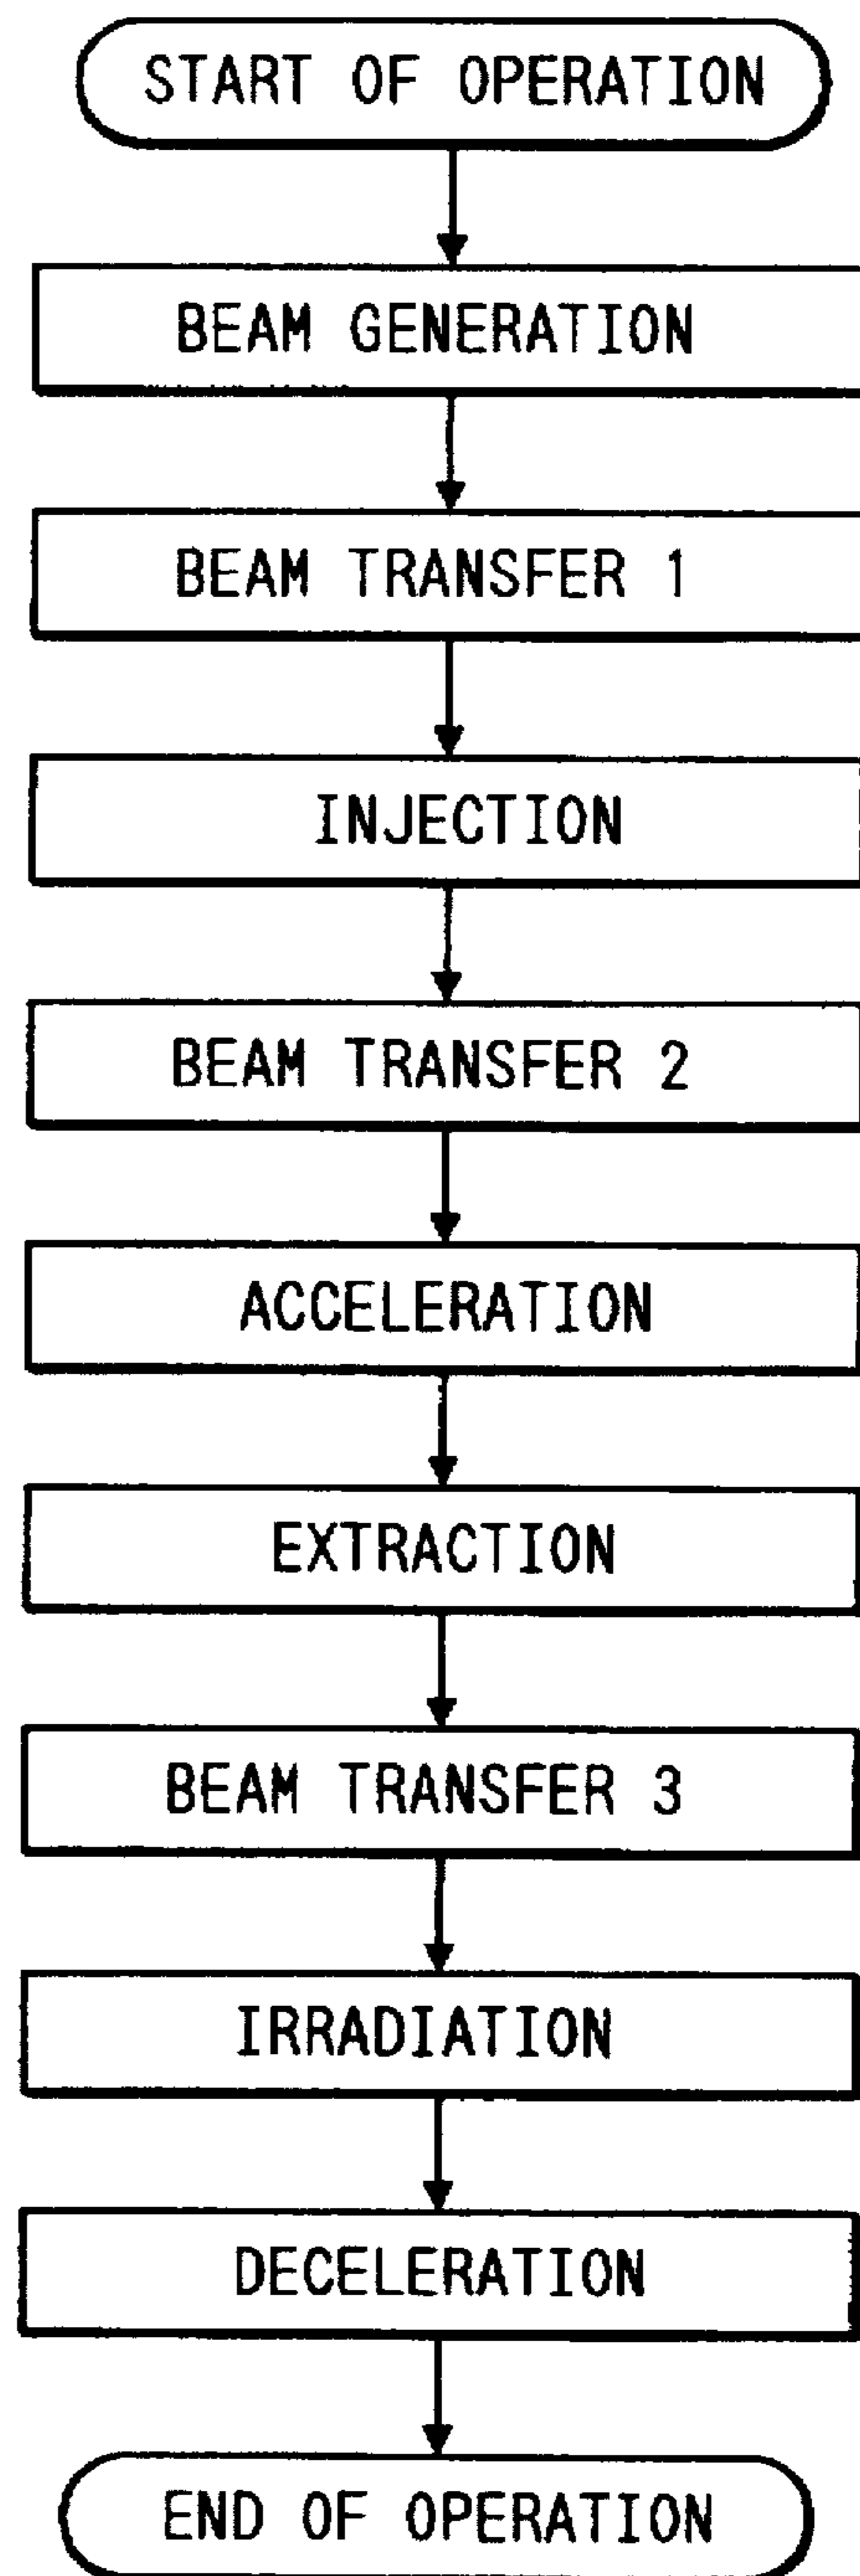 START OF OPERATION
BEAM GENERATION
BEAM TRANSFER 1
INJECTION
BEAM TRANSFER 2
ACCELERATION
EXTRACTION
BEAM TRANSFER 3
IRRADIATION
DECELERATION
END OF OPERATION